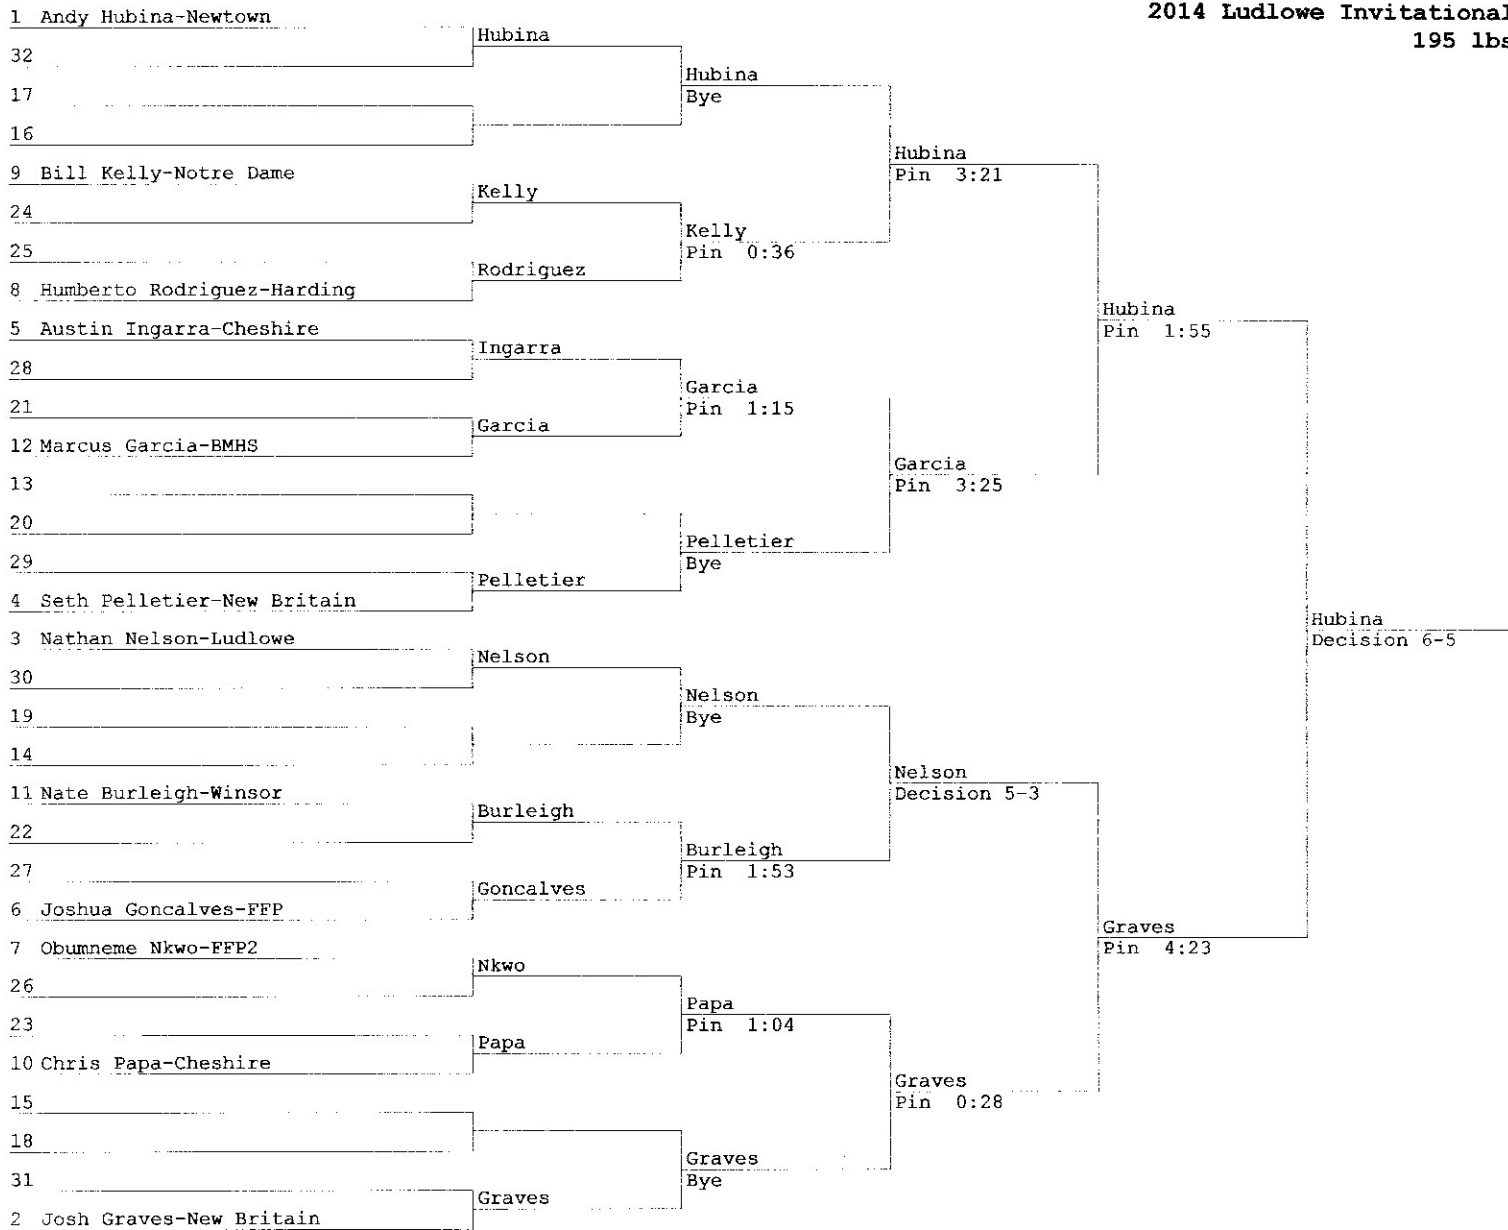 2014 Ludlowe Invitational
195 lbs
1 Andy Hubina-Newtown
32
17
16
9 Bill Kelly-Notre Dame
24
25
8 Humberto Rodriguez-Harding
5 Austin Ingarra-Cheshire
28
21
12 Marcus Garcia-BMHS
13
20
29
4 Seth Pelletier-New Britain
3 Nathan Nelson-Ludlowe
30
19
14
11 Nate Burleigh-Winsor
22
27
6 Joshua Goncalves-FFP
7 Obumneme Nkwo-FFP2
26
23
10 Chris Papa-Cheshire
15
18
31
2 Josh Graves-New Britain
Hubina
Kelly
Rodriguez
Ingarra
Garcia
Pelletier
Nelson
Burleigh
Goncalves
Nkwo
Papa
Graves
Hubina
Bye
Kelly
Pin 0:36
Garcia
Pin 1:15
Pelletier
Bye
Nelson
Bye
Burleigh
Pin 1:53
Papa
Pin 1:04
Graves
Bye
Hubina
Pin 3:21
Garcia
Pin 3:25
Nelson
Decision 5-3
Graves
Pin 0:28
Hubina
Pin 1:55
Graves
Pin 4:23
Hubina
Decision 6-5